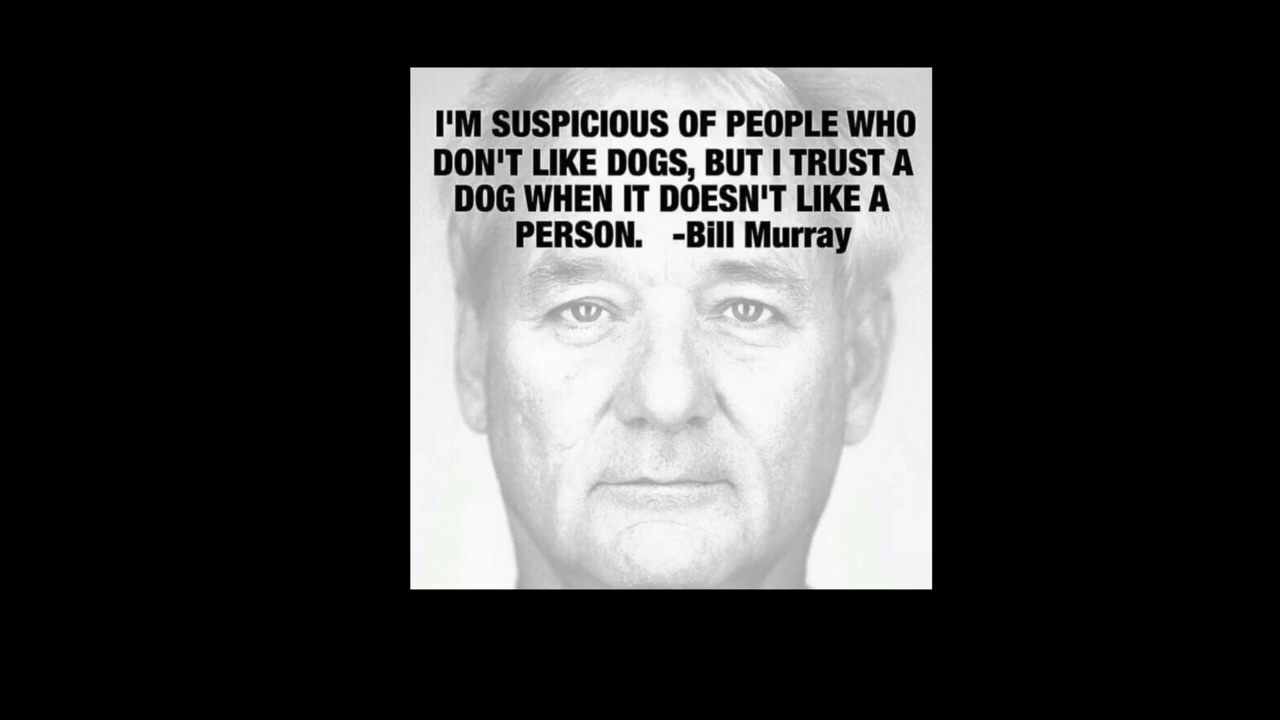 I'M SUSPICIOUS OF PEOPLE WHO
DON'T LIKE DOGS, BUT I TRUST A
DOG WHEN IT DOESN'T LIKE A
PERSON. -Bill Murray